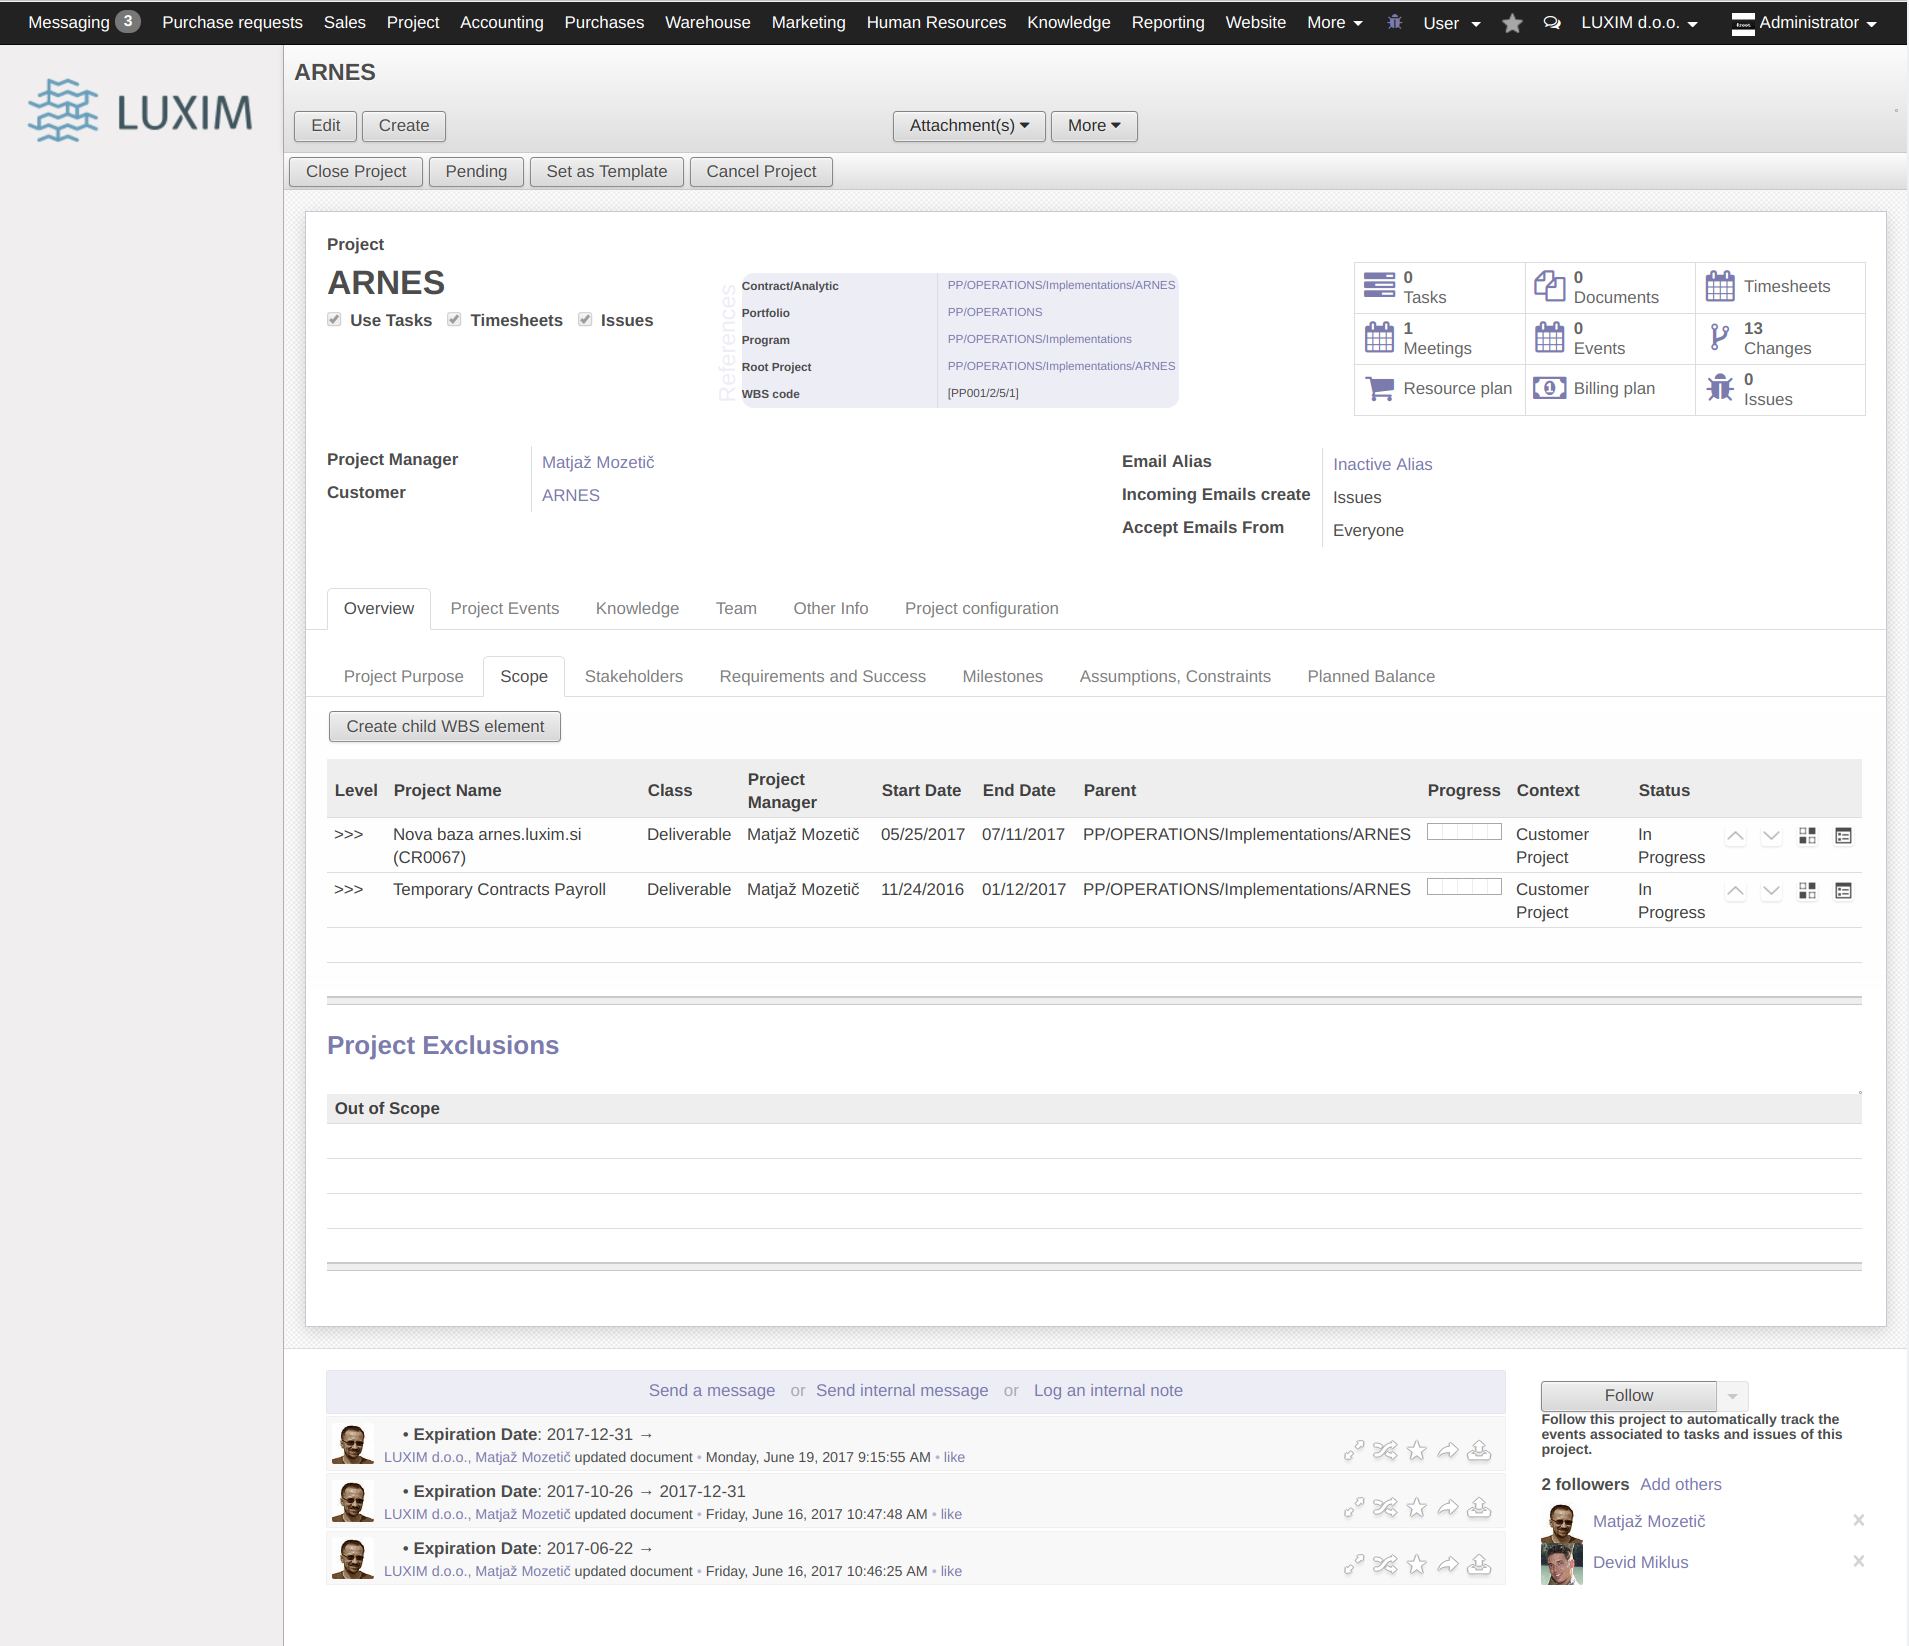 Messaging 3 Purchase requests Sales Project Accounting Purchases Warehouse Marketing Human Resources Knowledge Reporting Website More User LUXIM d.o.o. Administrator
LUXIM
ARNES
Edit Create Attachment(s) More
Close Project Pending Set as Template Cancel Project
Project
ARNES
Use Tasks Timesheets Issues
References
Contract/Analytic PP/OPERATIONS/Implementations/ARNES
Portfolio PP/OPERATIONS
Program PP/OPERATIONS/Implementations
Root Project PP/OPERATIONS/Implementations/ARNES
WBS code [PP001/2/5/1]
0 Tasks
0 Documents
Timesheets
1 Meetings
0 Events
13 Changes
Resource plan
Billing plan
0 Issues
Project Manager Matjaž Mozetič
Customer ARNES
Email Alias Inactive Alias
Incoming Emails create Issues
Accept Emails From Everyone
Overview Project Events Knowledge Team Other Info Project configuration
Project Purpose Scope Stakeholders Requirements and Success Milestones Assumptions, Constraints Planned Balance
Create child WBS element
Level Project Name Class Project Manager Start Date End Date Parent Progress Context Status
>>> Nova baza arnes.luxim.si (CR0067) Deliverable Matjaž Mozetič 05/25/2017 07/11/2017 PP/OPERATIONS/Implementations/ARNES Customer Project In Progress
>>> Temporary Contracts Payroll Deliverable Matjaž Mozetič 11/24/2016 01/12/2017 PP/OPERATIONS/Implementations/ARNES Customer Project In Progress
Project Exclusions
Out of Scope
Send a message or Send internal message or Log an internal note
• Expiration Date: 2017-12-31 →
LUXIM d.o.o., Matjaž Mozetič updated document • Monday, June 19, 2017 9:15:55 AM • like
• Expiration Date: 2017-10-26 → 2017-12-31
LUXIM d.o.o., Matjaž Mozetič updated document • Friday, June 16, 2017 10:47:48 AM • like
• Expiration Date: 2017-06-22 →
LUXIM d.o.o., Matjaž Mozetič updated document • Friday, June 16, 2017 10:46:25 AM • like
Follow
Follow this project to automatically track the
events associated to tasks and issues of this
project.
2 followers Add others
Matjaž Mozetič
Devid Miklus